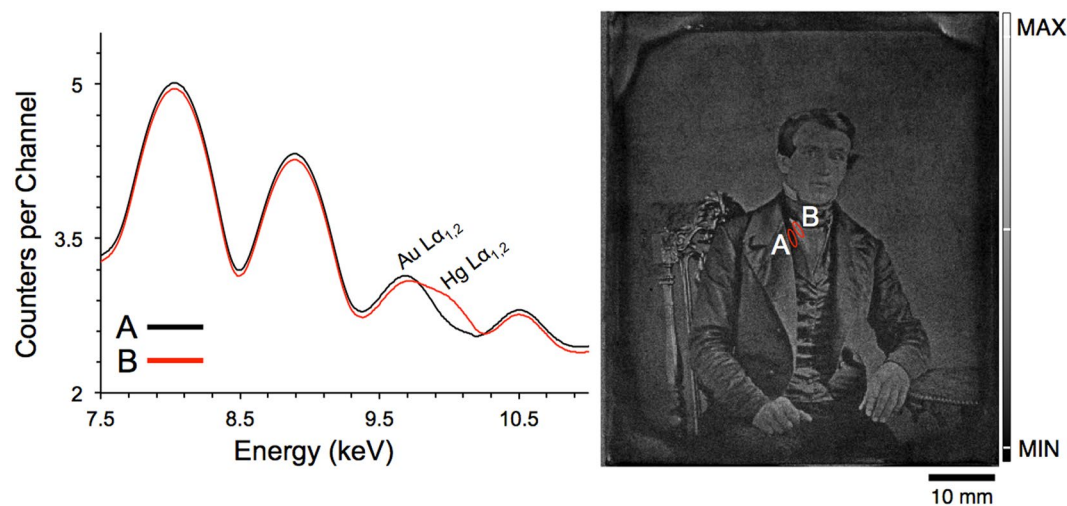 Counters per Channel
5
3.5
2
7.5
8.5
9.5
10.5
Energy (keV)
Au Lα1,2
Hg Lα1,2
A
B
A
B
MAX
MIN
10 mm